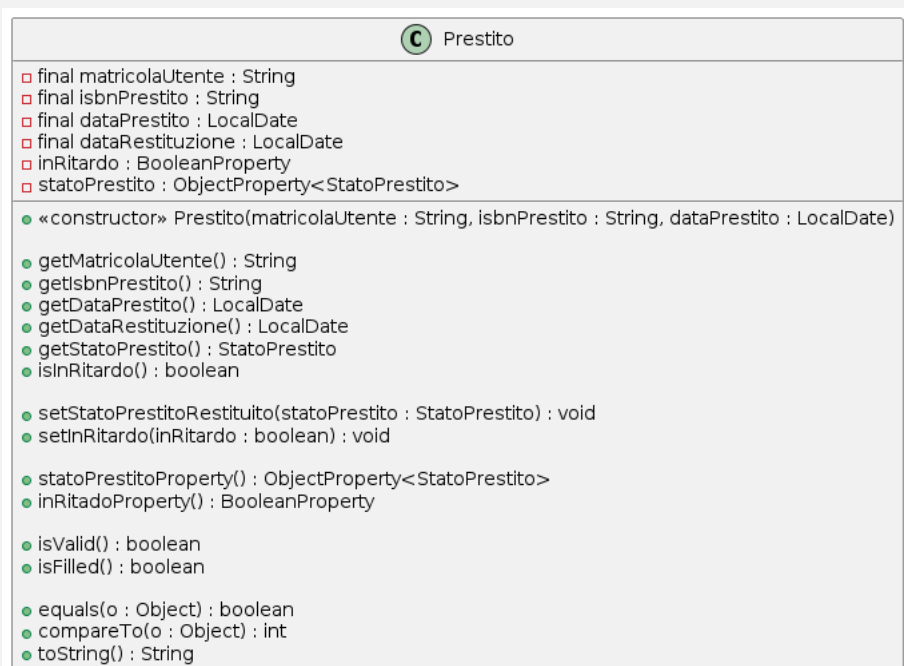 C Prestito
final matricolaUtente : String
final isbnPrestito : String
final dataPrestito : LocalDate
final dataRestituzione : LocalDate
inRitardo : BooleanProperty
statoPrestito : ObjectProperty<StatoPrestito>
«constructor» Prestito(matricolaUtente : String, isbnPrestito : String, dataPrestito : LocalDate)
getMatricolaUtente() : String
getIsbnPrestito() : String
getDataPrestito() : LocalDate
getDataRestituzione() : LocalDate
getStatoPrestito() : StatoPrestito
isInRitardo() : boolean
setStatoPrestitoRestituito(statoPrestito : StatoPrestito) : void
setInRitardo(inRitardo : boolean) : void
statoPrestitoProperty() : ObjectProperty<StatoPrestito>
inRitadoProperty() : BooleanProperty
isValid() : boolean
isFilled() : boolean
equals(o : Object) : boolean
compareTo(o : Object) : int
toString() : String